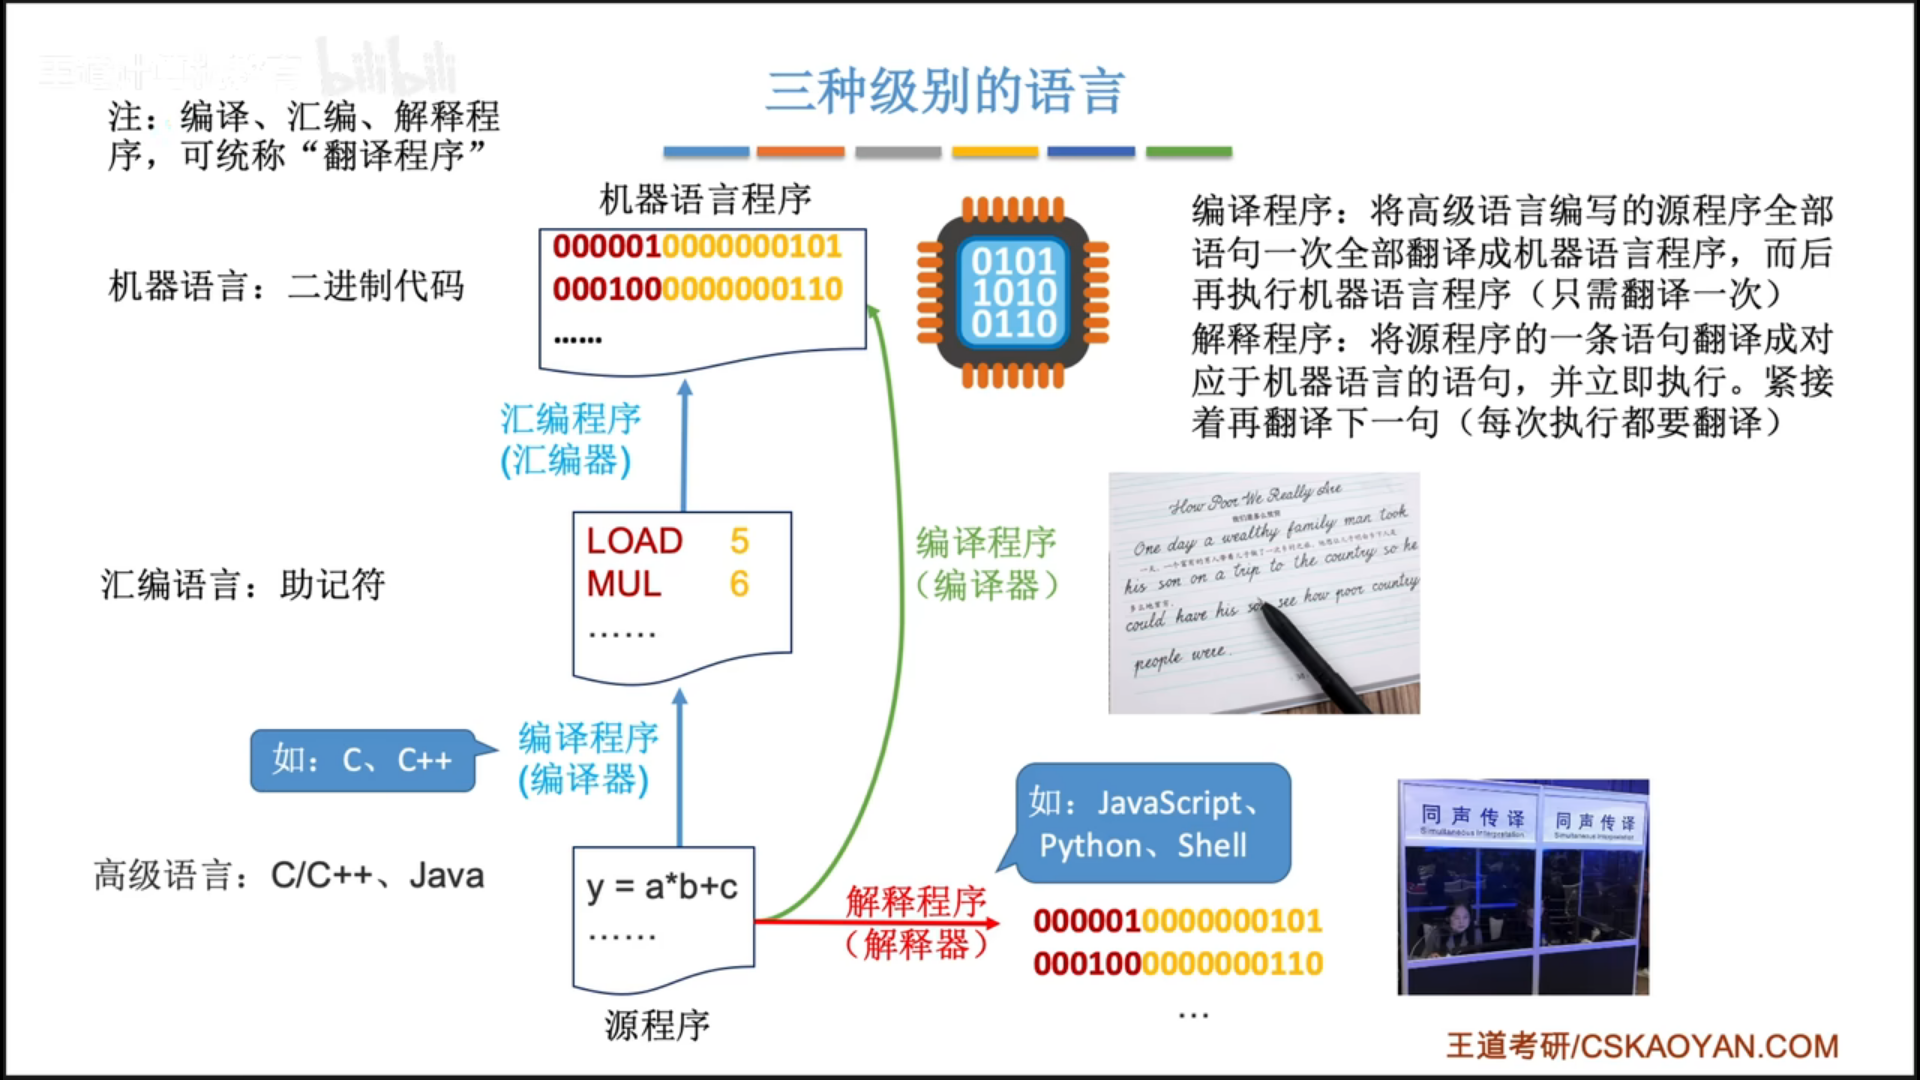 bilibili
三种级别的语言
注：编译、汇编、解释程
序，可统称“翻译程序”
机器语言程序
0000010000000101
0001000000000110
......
0101
1010
0110
机器语言：二进制代码
编译程序：将高级语言编写的源程序全部
语句一次全部翻译成机器语言程序，而后
再执行机器语言程序（只需翻译一次）
解释程序：将源程序的一条语句翻译成对
应于机器语言的语句，并立即执行。紧接
着再翻译下一句（每次执行都要翻译）
汇编程序
(汇编器)
汇编语言：助记符
LOAD 5
MUL 6
......
编译程序
（编译器）
How Poor We Really Are
One day a wealthy family man took
his son on a trip to the country so he
could have his son see how poor country
people were.
如：C、C++
编译程序
(编译器)
高级语言：C/C++、Java
y = a*b+c
......
源程序
解释程序
（解释器）
如：JavaScript、
Python、Shell
0000010000000101
0001000000000110
...
同声传译
Simultaneous Interpretation
同声传译
Simultaneous Interpretation
王道考研/CSKAOYAN.COM